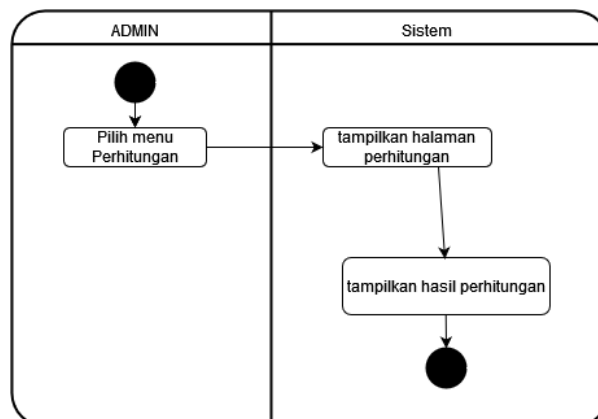 ADMIN
Sistem
Pilih menu
Perhitungan
tampilkan halaman
perhitungan
tampilkan hasil perhitungan